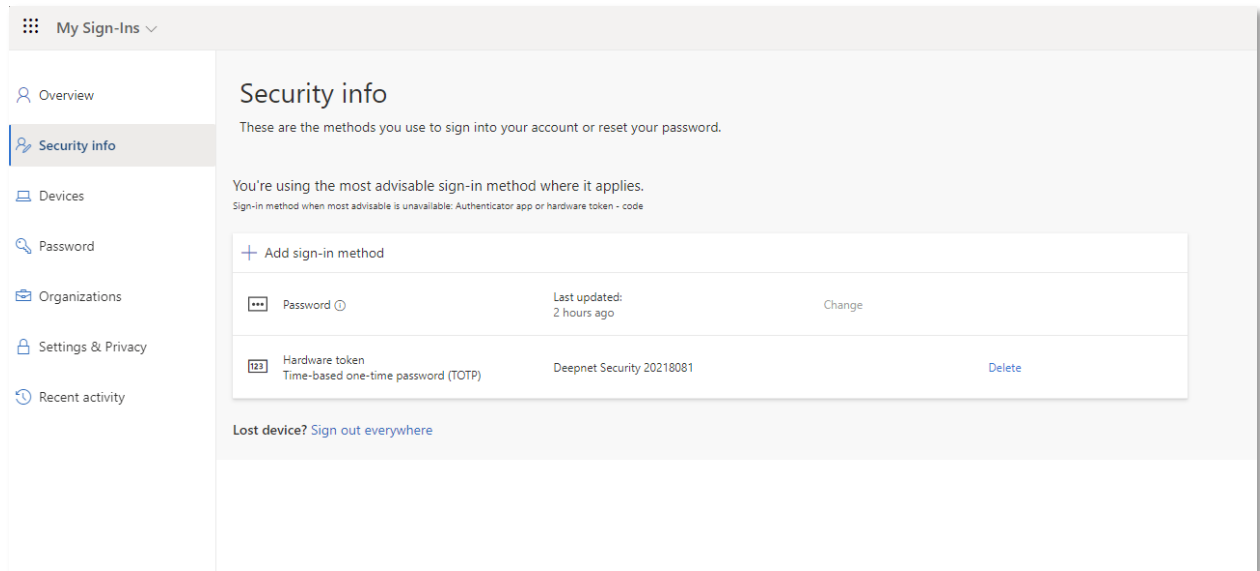 My Sign-Ins
Overview
Security info
Devices
Password
Organizations
Settings & Privacy
Recent activity
Security info
These are the methods you use to sign into your account or reset your password.
You're using the most advisable sign-in method where it applies.
Sign-in method when most advisable is unavailable: Authenticator app or hardware token - code
Add sign-in method
Password
Last updated:
2 hours ago
Change
123
Hardware token
Time-based one-time password (TOTP)
Deepnet Security 20218081
Delete
Lost device? Sign out everywhere